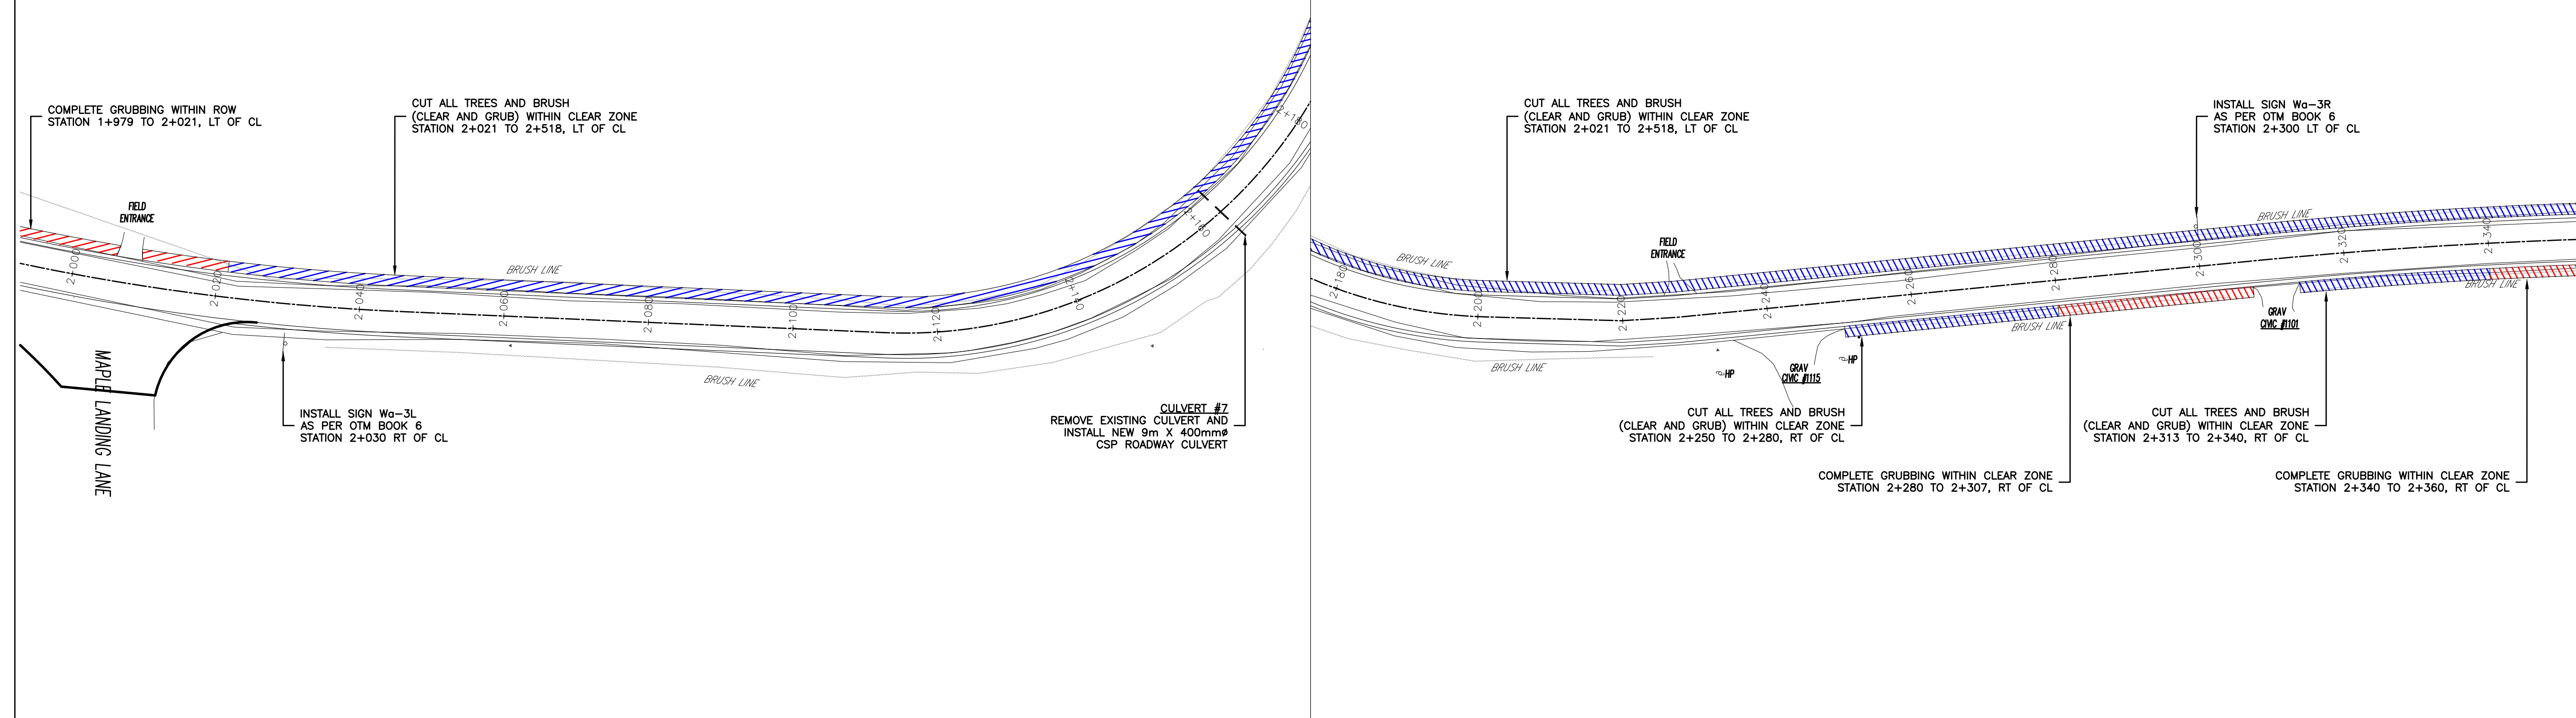 COMPLETE GRUBBING WITHIN ROW
STATION 1+979 TO 2+021, LT OF CL
CUT ALL TREES AND BRUSH
(CLEAR AND GRUB) WITHIN CLEAR ZONE
STATION 2+021 TO 2+518, LT OF CL
FIELD
ENTRANCE
BRUSH LINE
2+000
2+020
2+040
2+060
2+080
2+100
2+120
2+140
2+160
2+180
BRUSH LINE
MAPLE LANDING LANE
INSTALL SIGN Wa-3L
AS PER OTM BOOK 6
STATION 2+030 RT OF CL
CULVERT #7
REMOVE EXISTING CULVERT AND
INSTALL NEW 9m X 400mmø
CSP ROADWAY CULVERT
CUT ALL TREES AND BRUSH
(CLEAR AND GRUB) WITHIN CLEAR ZONE
STATION 2+021 TO 2+518, LT OF CL
INSTALL SIGN Wa-3R
AS PER OTM BOOK 6
STATION 2+300 LT OF CL
BRUSH LINE
FIELD
ENTRANCE
BRUSH LINE
2+180
2+200
2+220
2+240
2+260
2+280
2+300
2+320
2+340
BRUSH LINE
BRUSH LINE
BRUSH LINE
GRAV
CIVIC #1101
HP
HP
GRAV
CIVIC #1115
CUT ALL TREES AND BRUSH
(CLEAR AND GRUB) WITHIN CLEAR ZONE
STATION 2+250 TO 2+280, RT OF CL
CUT ALL TREES AND BRUSH
(CLEAR AND GRUB) WITHIN CLEAR ZONE
STATION 2+313 TO 2+340, RT OF CL
COMPLETE GRUBBING WITHIN CLEAR ZONE
STATION 2+280 TO 2+307, RT OF CL
COMPLETE GRUBBING WITHIN CLEAR ZONE
STATION 2+340 TO 2+360, RT OF CL